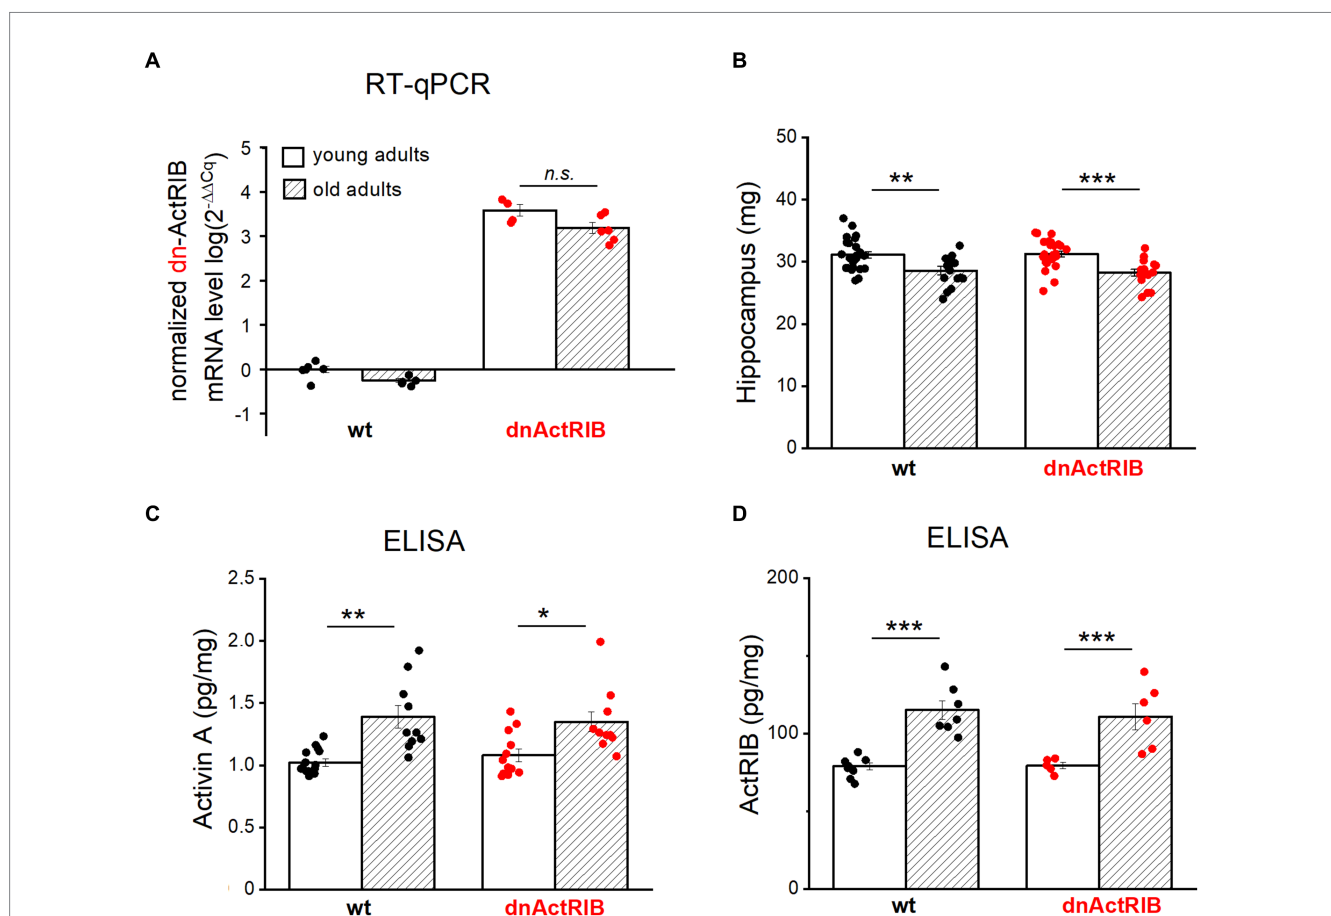 A
RT-qPCR
normalized dn-ActRIB
mRNA level log(2-ΔΔCq)
5
4
3
2
1
0
-1
young adults
old adults
n.s.
wt
dnActRIB
B
Hippocampus (mg)
50
40
30
20
10
0
**
***
wt
dnActRIB
C
ELISA
Activin A (pg/mg)
2.5
2.0
1.5
1.0
0.5
0
**
*
wt
dnActRIB
D
ELISA
ActRIB (pg/mg)
200
100
0
***
***
wt
dnActRIB